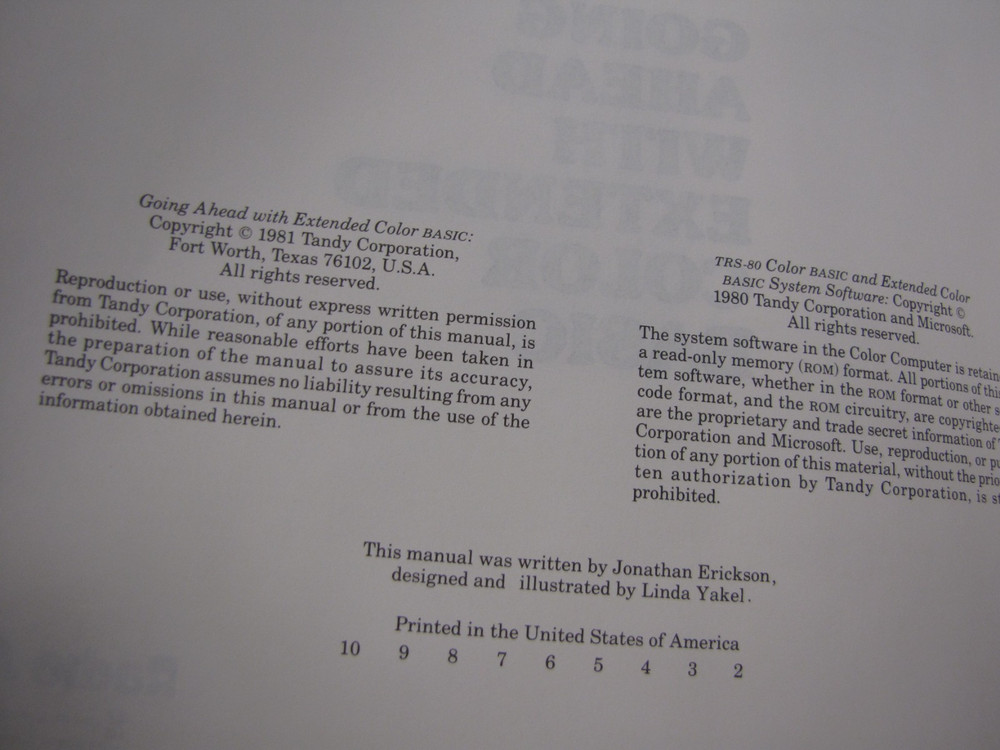 Going Ahead with Extended Color BASIC:
Copyright © 1981 Tandy Corporation,
Fort Worth, Texas 76102, U.S.A.
All rights reserved.
Reproduction or use, without express written permission
from Tandy Corporation, of any portion of this manual, is
prohibited. While reasonable efforts have been taken in
the preparation of the manual to assure its accuracy,
Tandy Corporation assumes no liability resulting from any
errors or omissions in this manual or from the use of the
information obtained herein.
TRS-80 Color BASIC and Extended Color
BASIC System Software: Copyright ©
1980 Tandy Corporation and Microsoft.
All rights reserved.
The system software in the Color Computer is retain
a read-only memory (ROM) format. All portions of this
tem software, whether in the ROM format or other s
code format, and the ROM circuitry, are copyrighte
are the proprietary and trade secret information of
Corporation and Microsoft. Use, reproduction, or pu
tion of any portion of this material, without the prio
ten authorization by Tandy Corporation, is st
prohibited.
This manual was written by Jonathan Erickson,
designed and illustrated by Linda Yakel.
Printed in the United States of America
10 9 8 7 6 5 4 3 2